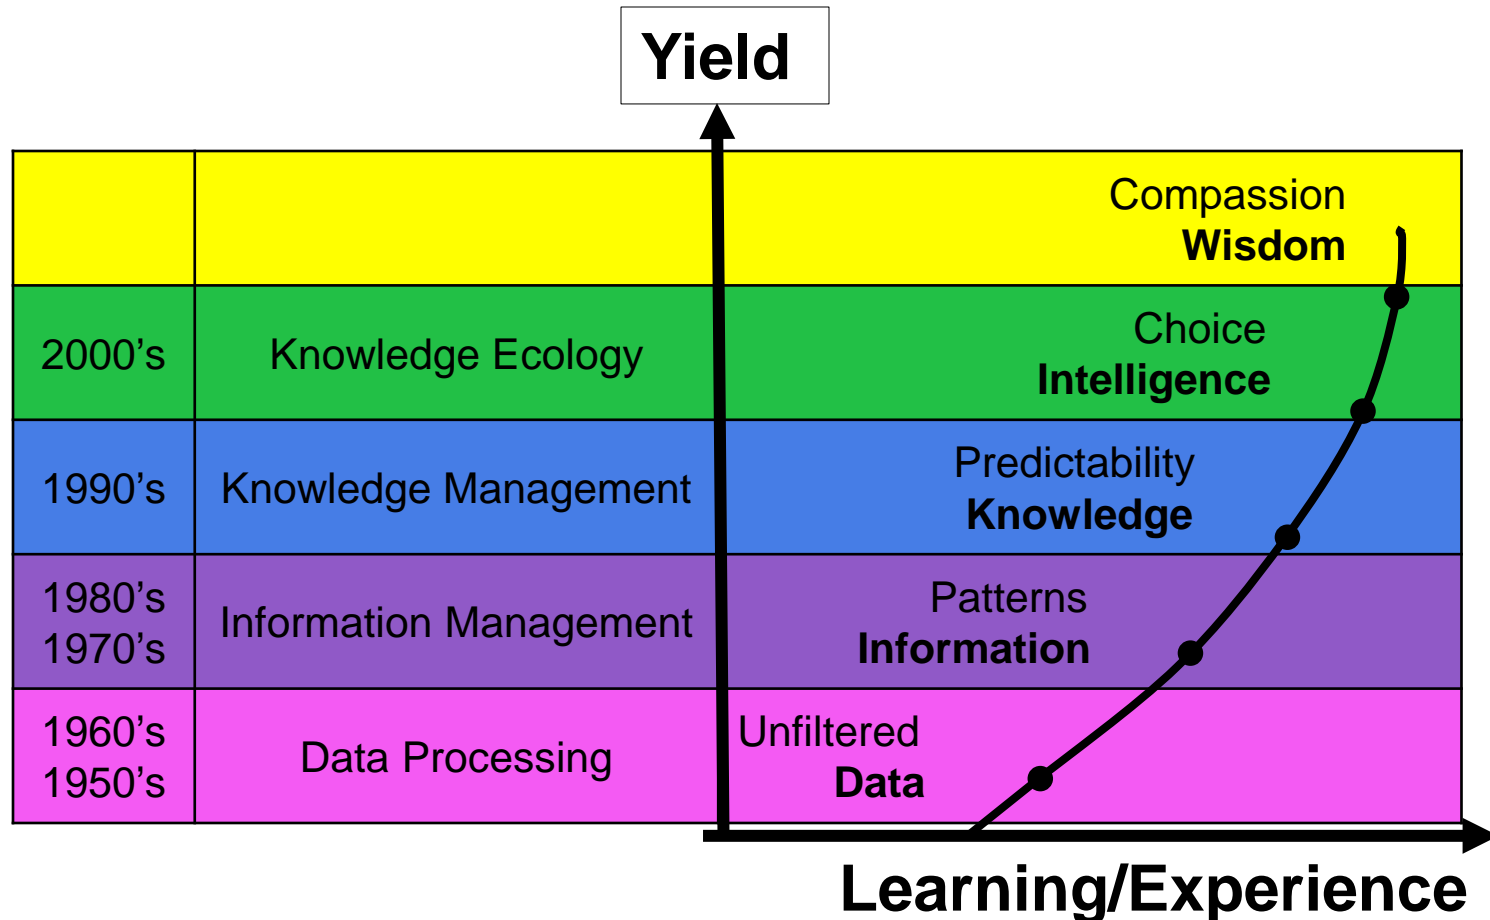 Yield
Compassion
Wisdom
2000’s
Knowledge Ecology
Choice
Intelligence
1990’s
Knowledge Management
Predictability
Knowledge
1980’s
1970’s
Information Management
Patterns
Information
1960’s
1950’s
Data Processing
Unfiltered
Data
Learning/Experience